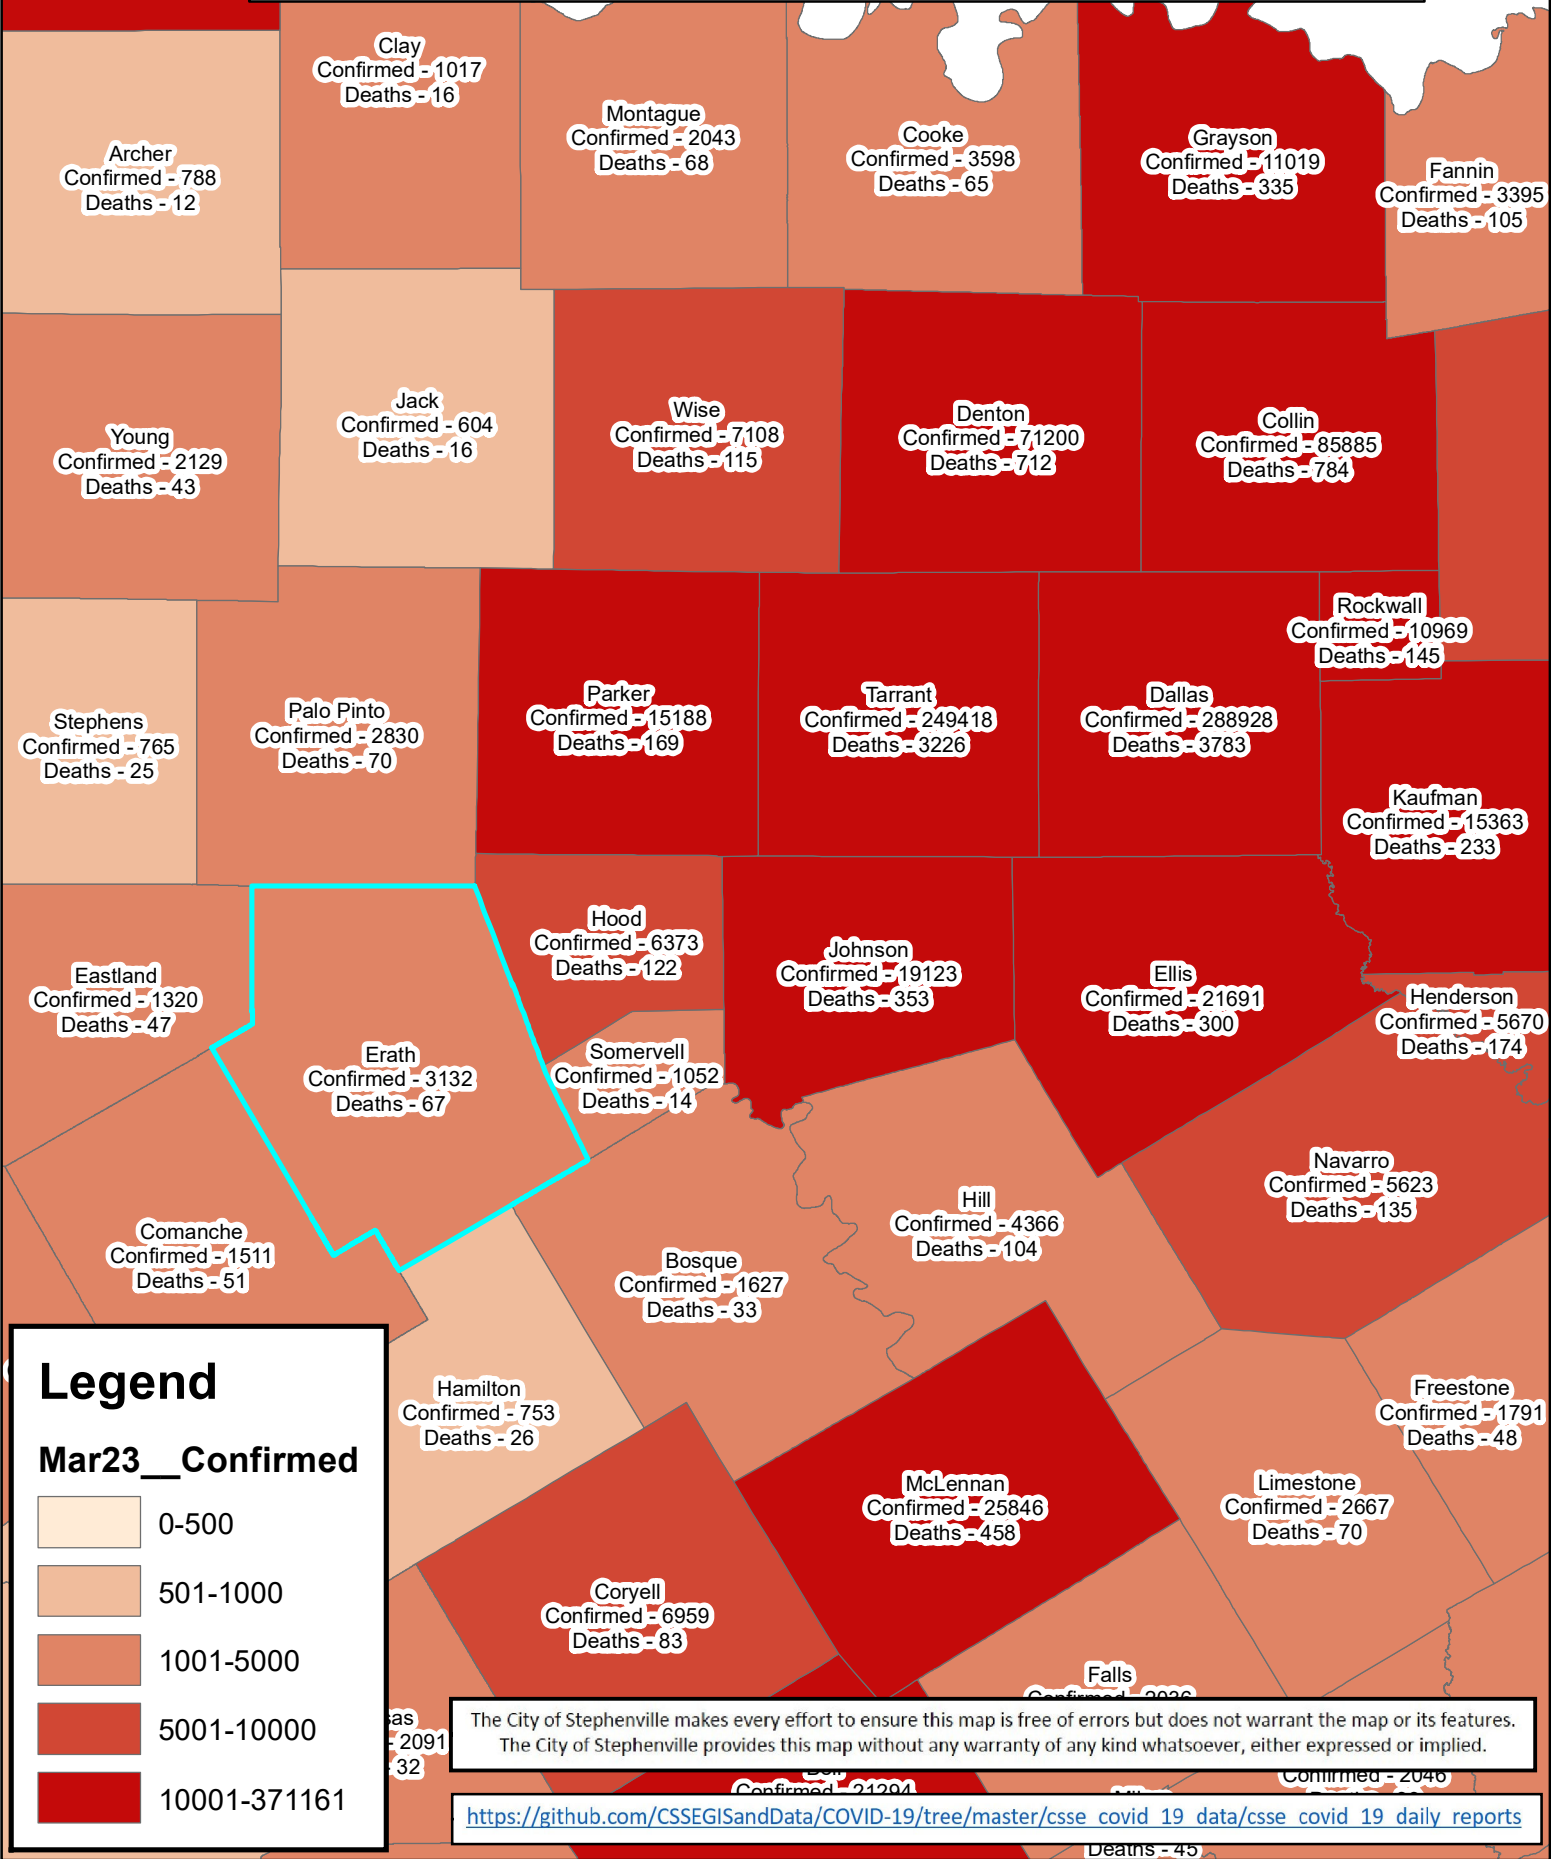 Clay
Confirmed - 1017
Deaths - 16
Montague
Confirmed - 2043
Deaths - 68
Cooke
Confirmed - 3598
Deaths - 65
Grayson
Confirmed - 11019
Deaths - 335
Archer
Confirmed - 788
Deaths - 12
Fannin
Confirmed - 3395
Deaths - 105
Young
Confirmed - 2129
Deaths - 43
Jack
Confirmed - 604
Deaths - 16
Wise
Confirmed - 7108
Deaths - 115
Denton
Confirmed - 71200
Deaths - 712
Collin
Confirmed - 85885
Deaths - 784
Rockwall
Confirmed - 10969
Deaths - 145
Stephens
Confirmed - 765
Deaths - 25
Palo Pinto
Confirmed - 2830
Deaths - 70
Parker
Confirmed - 15188
Deaths - 169
Tarrant
Confirmed - 249418
Deaths - 3226
Dallas
Confirmed - 288928
Deaths - 3783
Kaufman
Confirmed - 15363
Deaths - 233
Eastland
Confirmed - 1320
Deaths - 47
Erath
Confirmed - 3132
Deaths - 67
Hood
Confirmed - 6373
Deaths - 122
Somervell
Confirmed - 1052
Deaths - 14
Johnson
Confirmed - 19123
Deaths - 353
Ellis
Confirmed - 21691
Deaths - 300
Henderson
Confirmed - 5670
Deaths - 174
Navarro
Confirmed - 5623
Deaths - 135
Comanche
Confirmed - 1511
Deaths - 51
Bosque
Confirmed - 1627
Deaths - 33
Hill
Confirmed - 4366
Deaths - 104
Hamilton
Confirmed - 753
Deaths - 26
Freestone
Confirmed - 1791
Deaths - 48
McLennan
Confirmed - 25846
Deaths - 458
Limestone
Confirmed - 2667
Deaths - 70
Coryell
Confirmed - 6959
Deaths - 83
Falls
sas
- 2091
- 32
Confirmed - 21294
Confirmed - 2046
Deaths - 45
Legend
Mar23__Confirmed
0-500
501-1000
1001-5000
5001-10000
10001-371161
The City of Stephenville makes every effort to ensure this map is free of errors but does not warrant the map or its features.
The City of Stephenville provides this map without any warranty of any kind whatsoever, either expressed or implied.
https://github.com/CSSEGISandData/COVID-19/tree/master/csse_covid_19_data/csse_covid_19_daily_reports